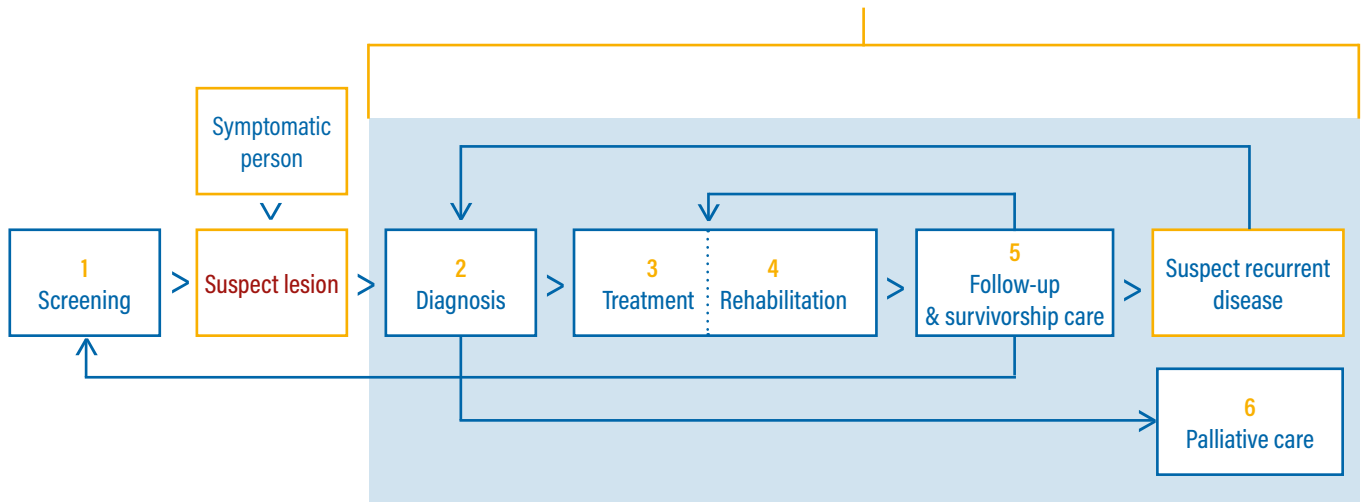 Symptomatic
person
1
Screening
Suspect lesion
2
Diagnosis
3
Treatment
4
Rehabilitation
5
Follow-up
& survivorship care
Suspect recurrent
disease
6
Palliative care